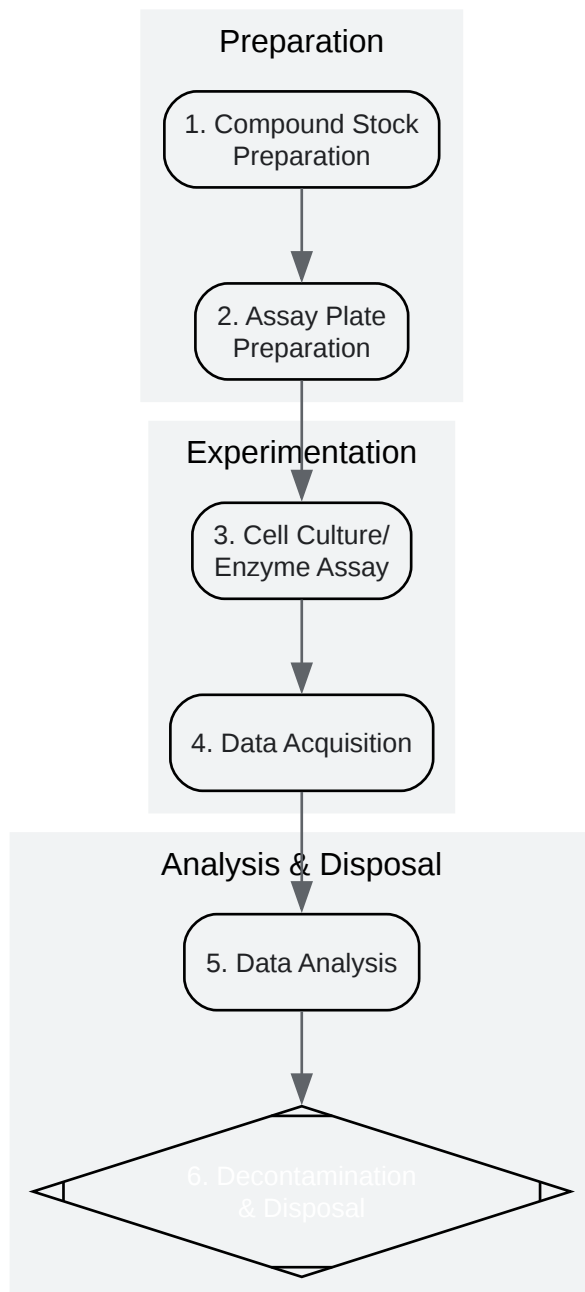 Preparation
1. Compound Stock
Preparation
2. Assay Plate
Preparation
Experimentation
3. Cell Culture/
Enzyme Assay
4. Data Acquisition
Analysis & Disposal
5. Data Analysis
6. Decontamination
& Disposal